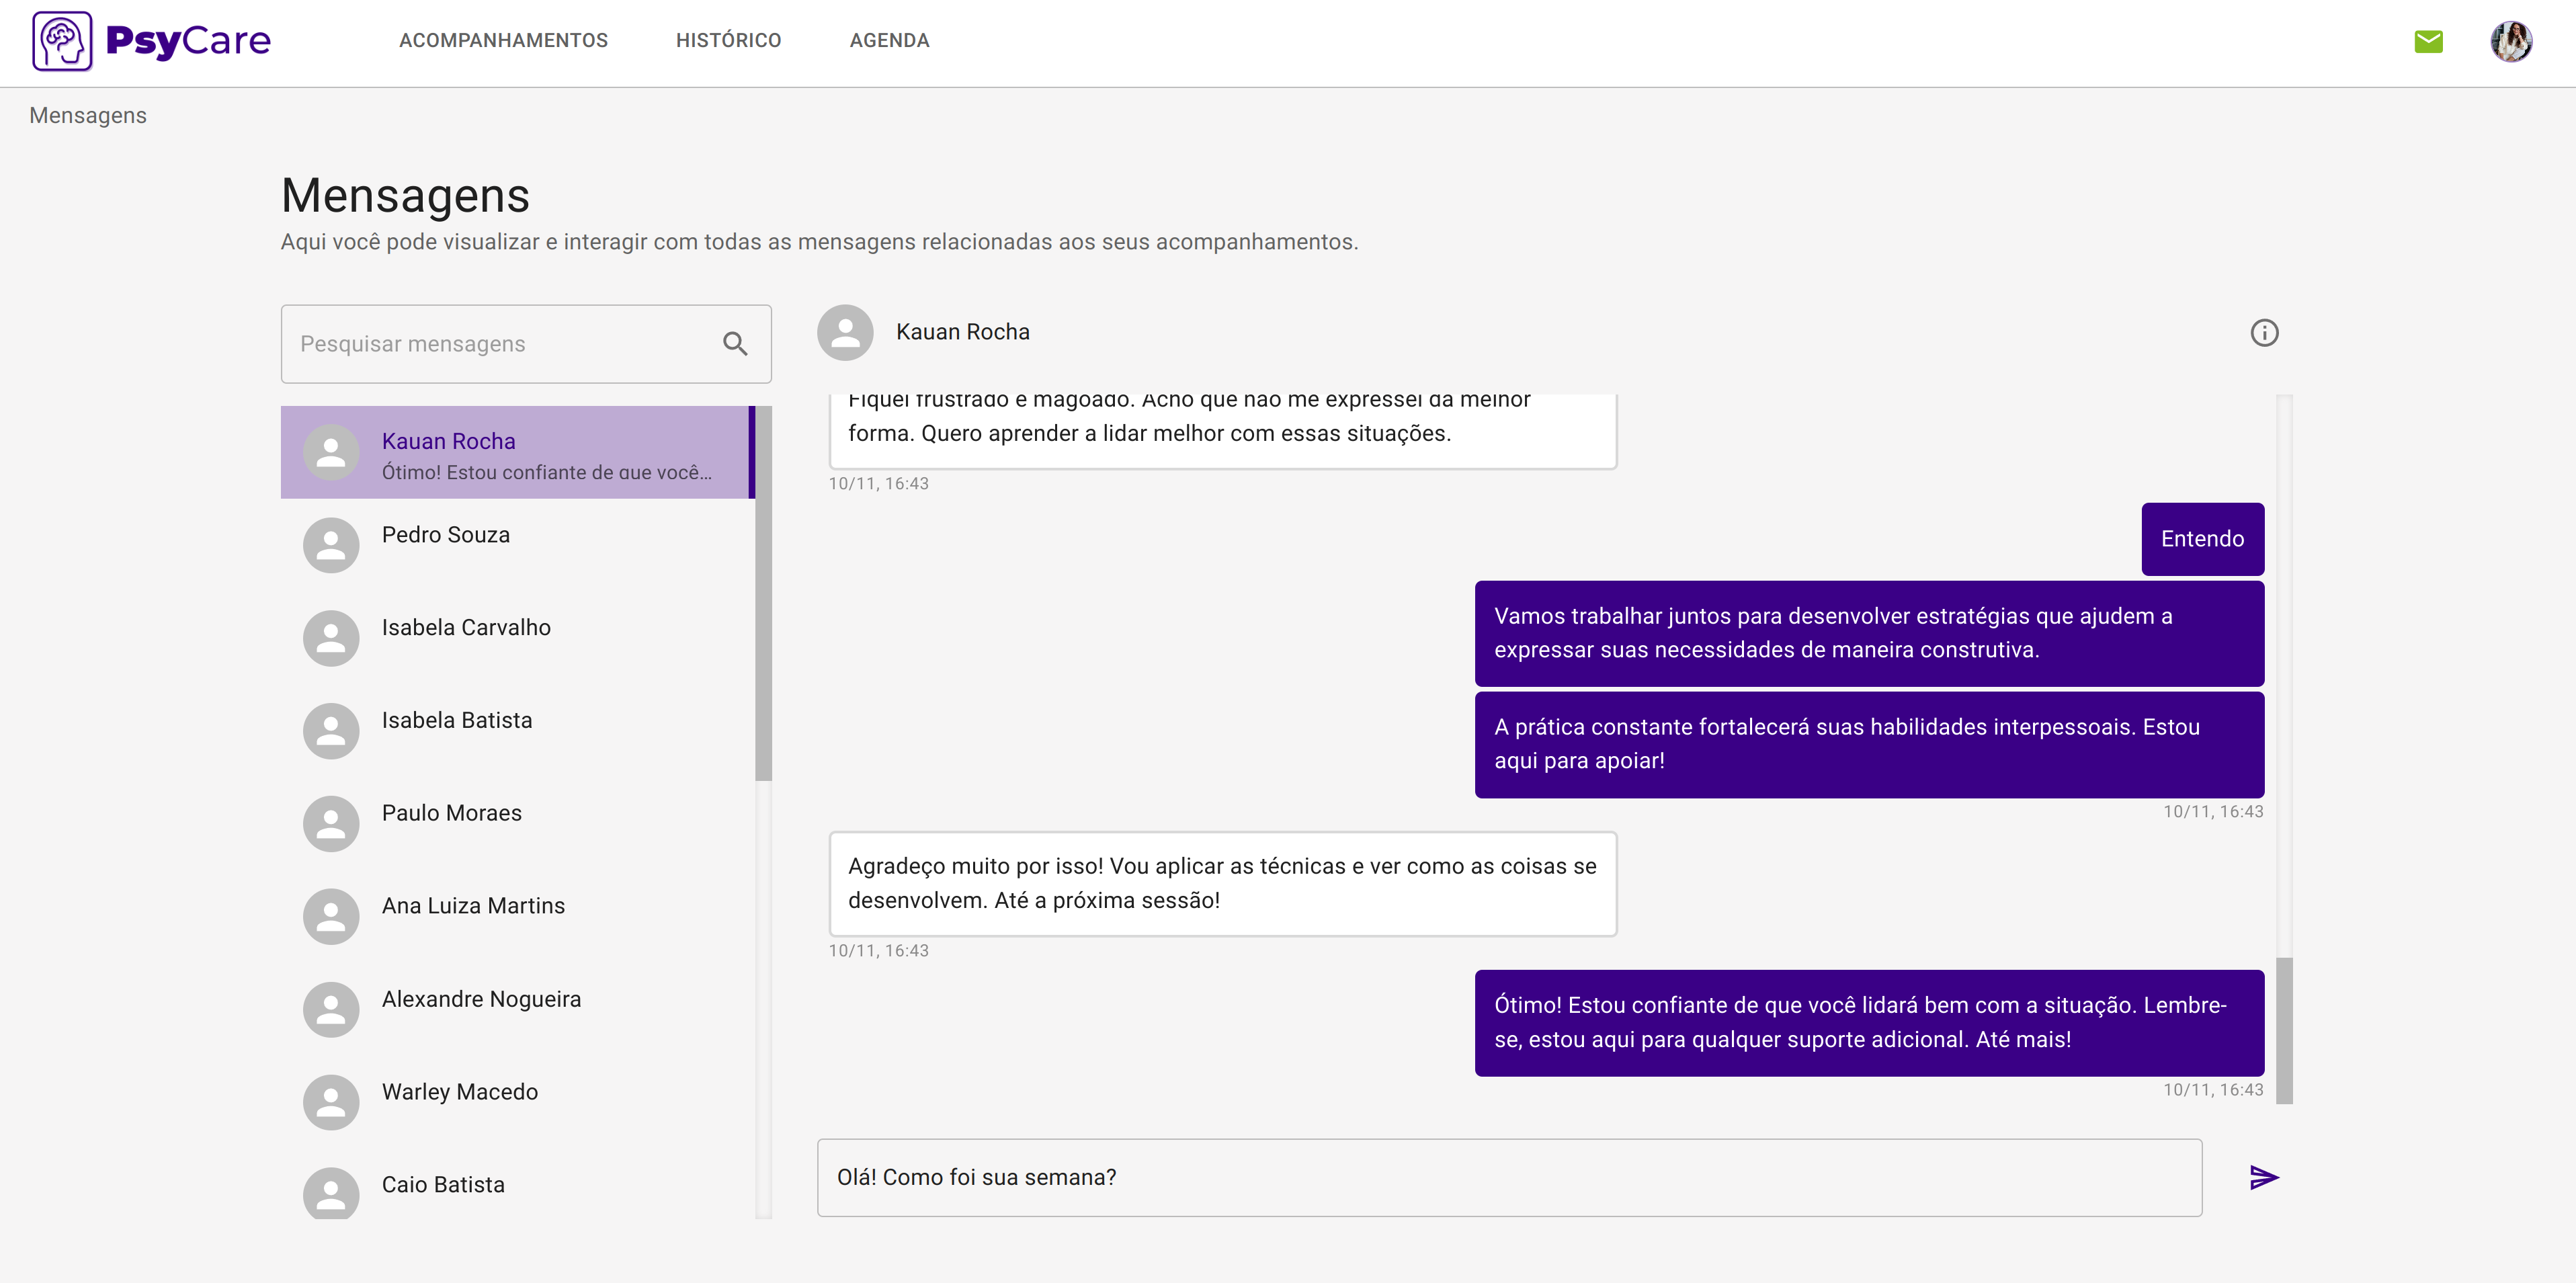 PsyCare
ACOMPANHAMENTOS
HISTÓRICO
AGENDA
Mensagens
Mensagens
Aqui você pode visualizar e interagir com todas as mensagens relacionadas aos seus acompanhamentos.
Pesquisar mensagens
Kauan Rocha
Ótimo! Estou confiante de que você...
Pedro Souza
Isabela Carvalho
Isabela Batista
Paulo Moraes
Ana Luiza Martins
Alexandre Nogueira
Warley Macedo
Caio Batista
Kauan Rocha
Fiquei frustrado e magoado. Acho que não me expressei da melhor
forma. Quero aprender a lidar melhor com essas situações.
10/11, 16:43
Entendo
Vamos trabalhar juntos para desenvolver estratégias que ajudem a
expressar suas necessidades de maneira construtiva.
A prática constante fortalecerá suas habilidades interpessoais. Estou
aqui para apoiar!
10/11, 16:43
Agradeço muito por isso! Vou aplicar as técnicas e ver como as coisas se
desenvolvem. Até a próxima sessão!
10/11, 16:43
Ótimo! Estou confiante de que você lidará bem com a situação. Lembre-
se, estou aqui para qualquer suporte adicional. Até mais!
10/11, 16:43
Olá! Como foi sua semana?